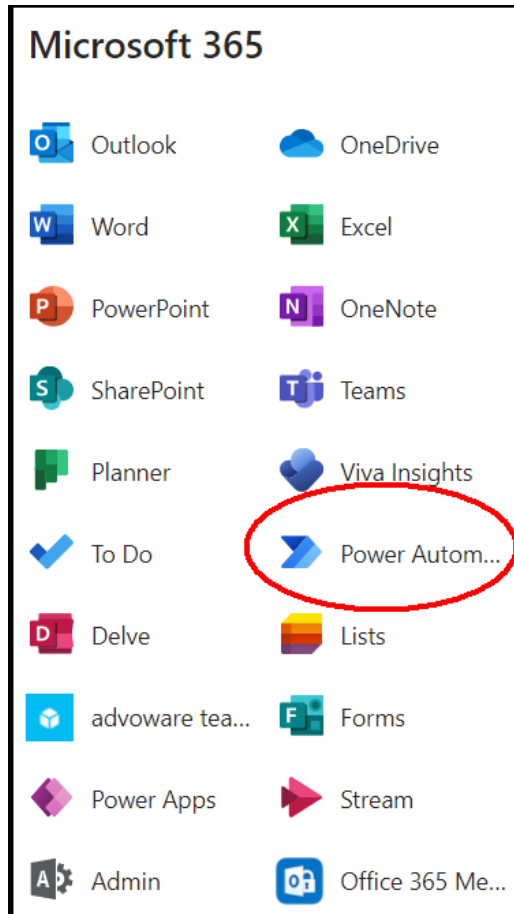 Microsoft 365
Outlook OneDrive
Word Excel
PowerPoint OneNote
SharePoint Teams
Planner Viva Insights
To Do Power Autom...
Delve Lists
advoware tea... Forms
Power Apps Stream
Admin Office 365 Me...